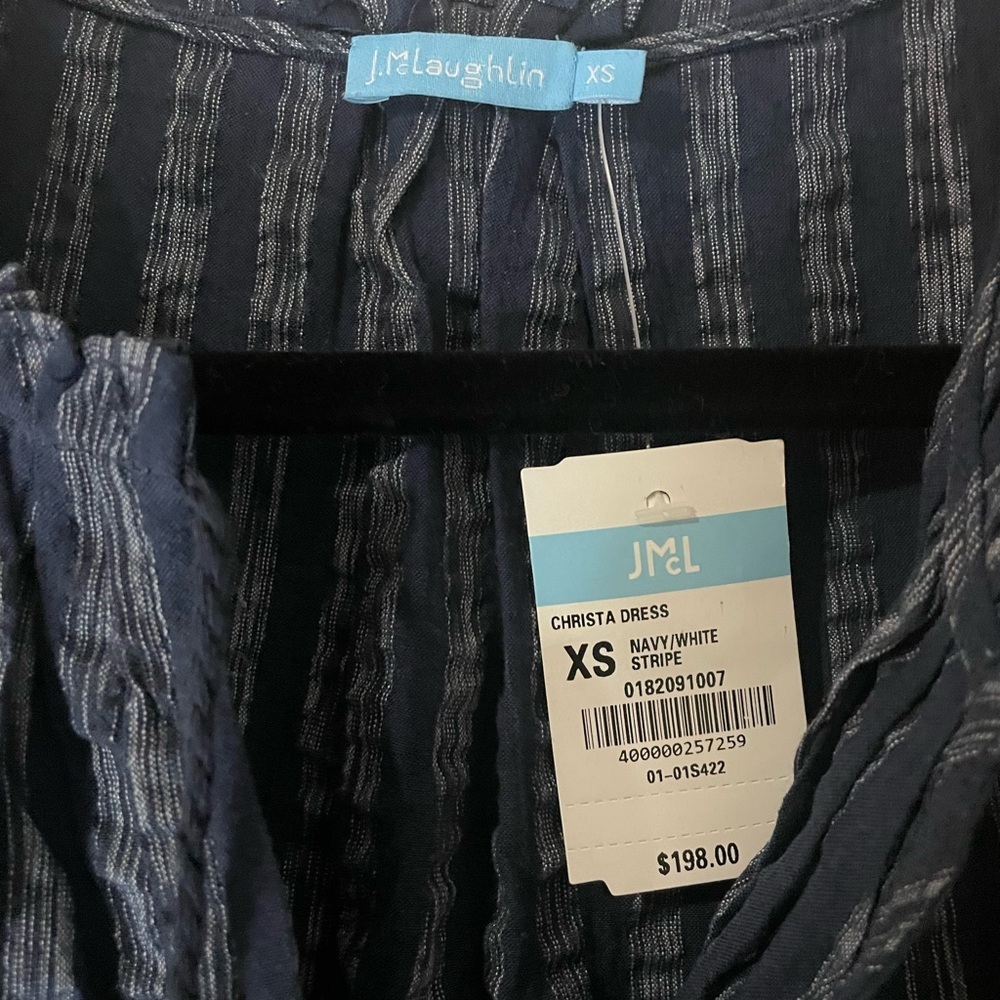 J.McLaughlin
XS
JMcL
CHRISTA DRESS
XS
NAVY/WHITE
STRIPE
0182091007
400000257259
01-01S422
$198.00